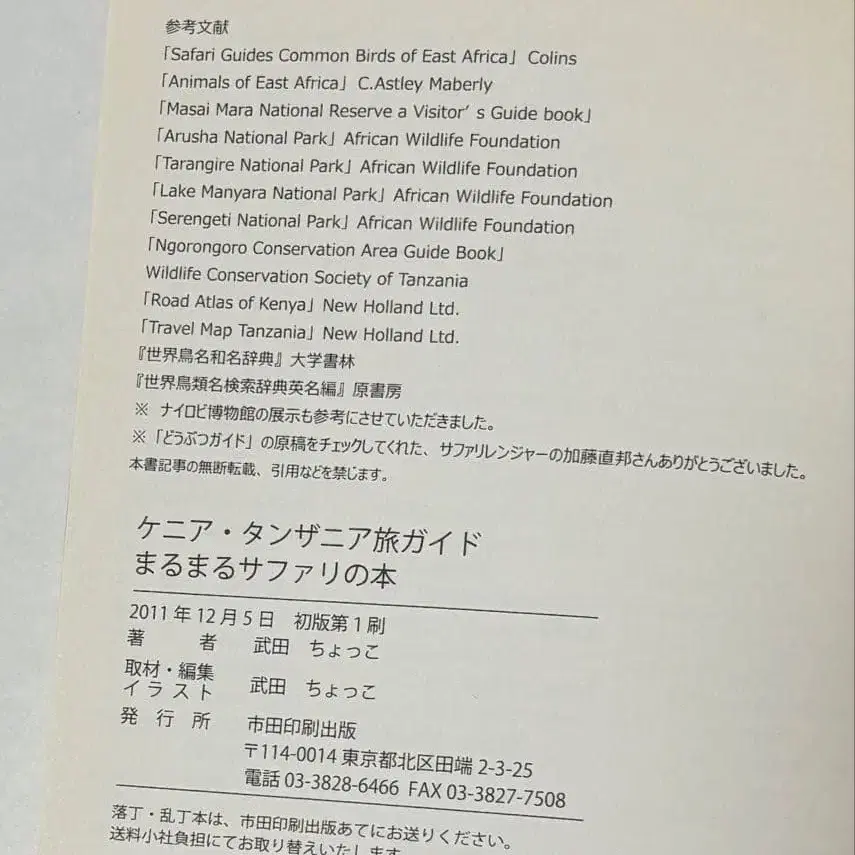 参考文献
「Safari Guides Common Birds of East Africa」 Colins
「Animals of East Africa」 C.Astley Maberly
「Masai Mara National Reserve a Visitor’s Guide book」
「Arusha National Park」 African Wildlife Foundation
「Tarangire National Park」 African Wildlife Foundation
「Lake Manyara National Park」 African Wildlife Foundation
「Serengeti National Park」 African Wildlife Foundation
「Ngorongoro Conservation Area Guide Book」
Wildlife Conservation Society of Tanzania
「Road Atlas of Kenya」 New Holland Ltd.
「Travel Map Tanzania」 New Holland Ltd.
『世界鳥名和名辞典』大学書林
『世界鳥類名検索辞典英名編』原書房
※ ナイロビ博物館の展示も参考にさせていただきました。
※「どうぶつガイド」の原稿をチェックしてくれた、サファリレンジャーの加藤直邦さんありがとうございました。
本書記事の無断転載、引用などを禁じます。
ケニア・タンザニア旅ガイド
まるまるサファリの本
2011年12月5日 初版第1刷
著 者 武田 ちょっこ
取材・編集
イラスト 武田 ちょっこ
発行所 市田印刷出版
〒114-0014 東京都北区田端 2-3-25
電話 03-3828-6466 FAX 03-3827-7508
落丁・乱丁本は、市田印刷出版あてにお送りください。
送料小社負担にてお取り替えいたします